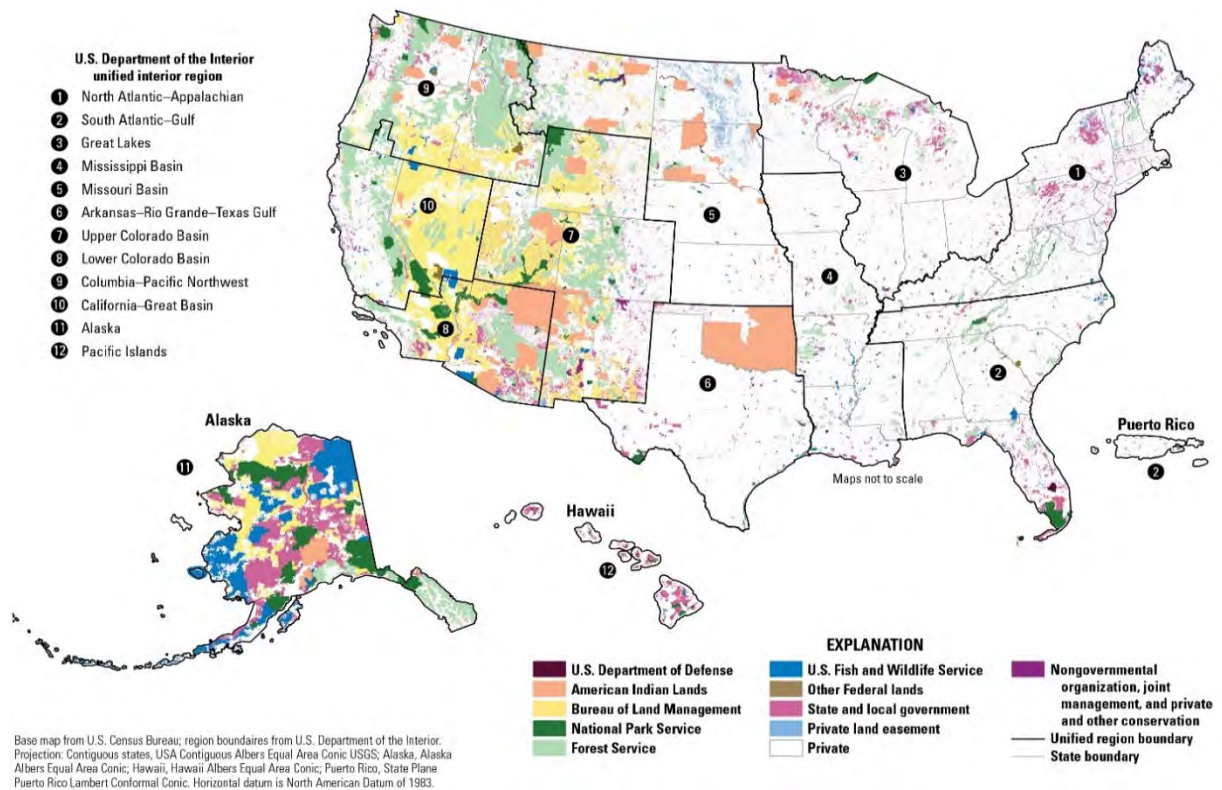 U.S. Department of the Interior
unified interior region
1 North Atlantic–Appalachian
2 South Atlantic–Gulf
3 Great Lakes
4 Mississippi Basin
5 Missouri Basin
6 Arkansas–Rio Grande–Texas Gulf
7 Upper Colorado Basin
8 Lower Colorado Basin
9 Columbia–Pacific Northwest
10 California–Great Basin
11 Alaska
12 Pacific Islands
9
3
1
10
5
7
4
8
6
2
Alaska
11
Puerto Rico
2
Maps not to scale
Hawaii
12
EXPLANATION
U.S. Department of Defense
American Indian Lands
Bureau of Land Management
National Park Service
Forest Service
U.S. Fish and Wildlife Service
Other Federal lands
State and local government
Private land easement
Private
Nongovernmental
organization, joint
management, and private
and other conservation
Unified region boundary
State boundary
Base map from U.S. Census Bureau; region boundaires from U.S. Department of the Interior.
Projection: Contiguous states, USA Contiguous Albers Equal Area Conic USGS; Alaska, Alaska
Albers Equal Area Conic; Hawaii, Hawaii Albers Equal Area Conic; Puerto Rico, State Plane
Puerto Rico Lambert Conformal Conic. Horizontal datum is North American Datum of 1983.